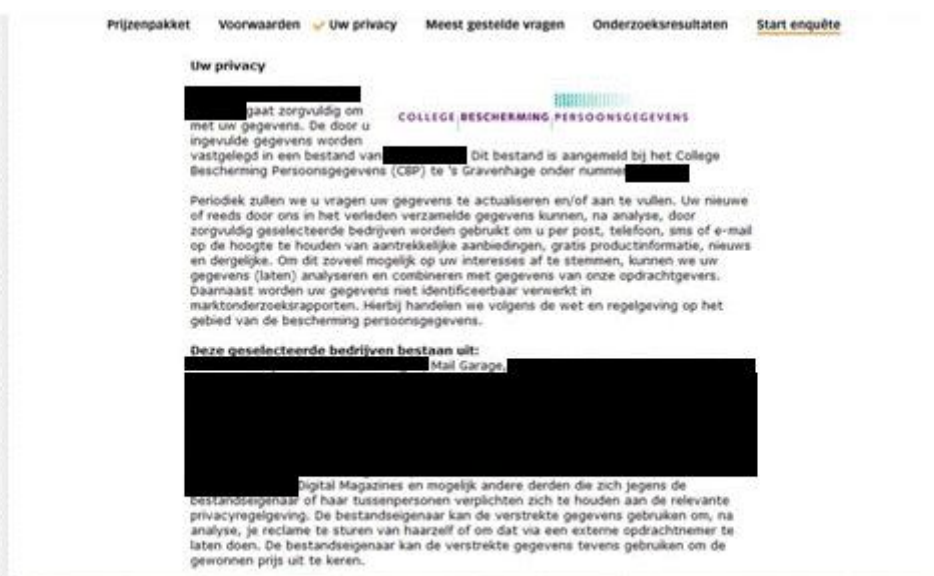 Prijzenpakket Voorwaarden Uw privacy Meest gestelde vragen Onderzoeksresultaten Start enquête
Uw privacy
gaat zorgvuldig om
met uw gegevens. De door u
ingevulde gegevens worden
COLLEGE BESCHERMING PERSOONSGEGEVENS
vastgelegd in een bestand van Dit bestand is aangemeld bij het College
Bescherming Persoonsgegevens (CBP) te 's Gravenhage onder nummer
Periodiek zullen we u vragen uw gegevens te actualiseren en/of aan te vullen. Uw nieuwe
of reeds door ons in het verleden verzamelde gegevens kunnen, na analyse, door
zorgvuldig geselecteerde bedrijven worden gebruikt om u per post, telefoon, sms of e-mail
op de hoogte te houden van aantrekkelijke aanbiedingen, gratis productinformatie, nieuws
en dergelijke. Om dit zoveel mogelijk op uw interesses af te stemmen, kunnen we uw
gegevens (laten) analyseren en combineren met gegevens van onze opdrachtgevers.
Daarnaast worden uw gegevens niet identificeerbaar verwerkt in
marktonderzoeksrapporten. Hierbij handelen we volgens de wet en regelgeving op het
gebied van de bescherming persoonsgegevens.
Deze geselecteerde bedrijven bestaan uit:
Mail Garage,
Digital Magazines en mogelijk andere derden die zich jegens de
bestandseigenaar of haar tussenpersonen verplichten zich te houden aan de relevante
privacyregelgeving. De bestandseigenaar kan de verstrekte gegevens gebruiken om, na
analyse, je reclame te sturen van haarzelf of om dat via een externe opdrachtnemer te
laten doen. De bestandseigenaar kan de verstrekte gegevens tevens gebruiken om de
gewonnen prijs uit te keren.